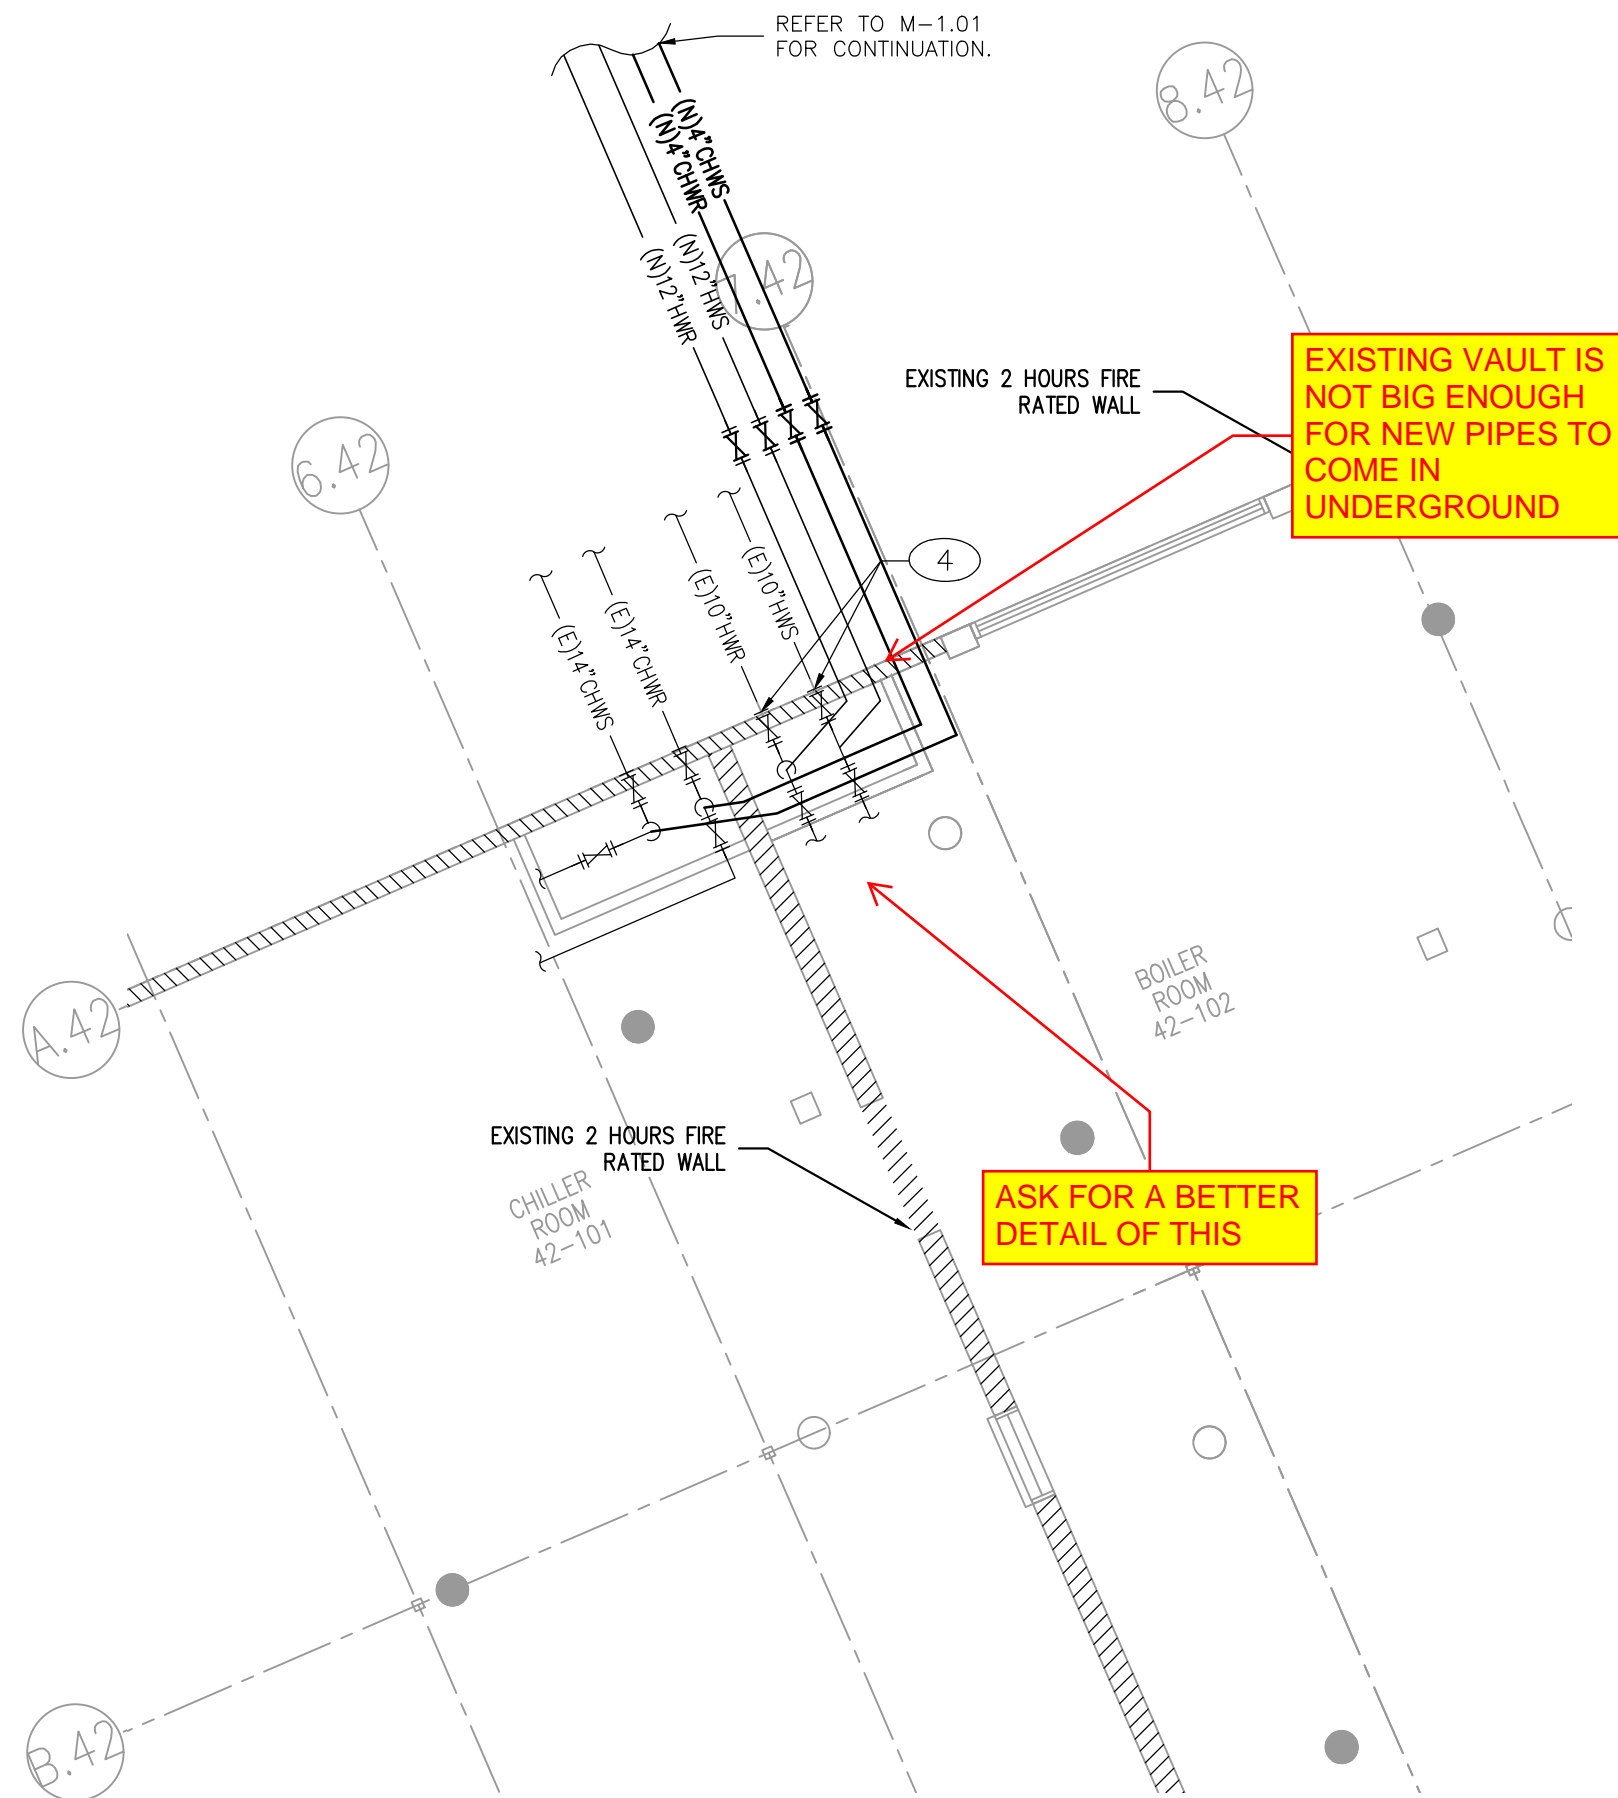 REFER TO M-1.01
FOR CONTINUATION.
8.42
(N)4"CHWS
(N)4"CHWR
(N)12"HWS
(N)12"HWR
7.42
EXISTING 2 HOURS FIRE
RATED WALL
EXISTING VAULT IS
NOT BIG ENOUGH
FOR NEW PIPES TO
COME IN
UNDERGROUND
6.42
4
(E)10"HWS
(E)10"HWR
(E)14"CHWR
(E)14"CHWS
A.42
BOILER
ROOM
42-102
EXISTING 2 HOURS FIRE
RATED WALL
CHILLER
ROOM
42-101
ASK FOR A BETTER
DETAIL OF THIS
B.42